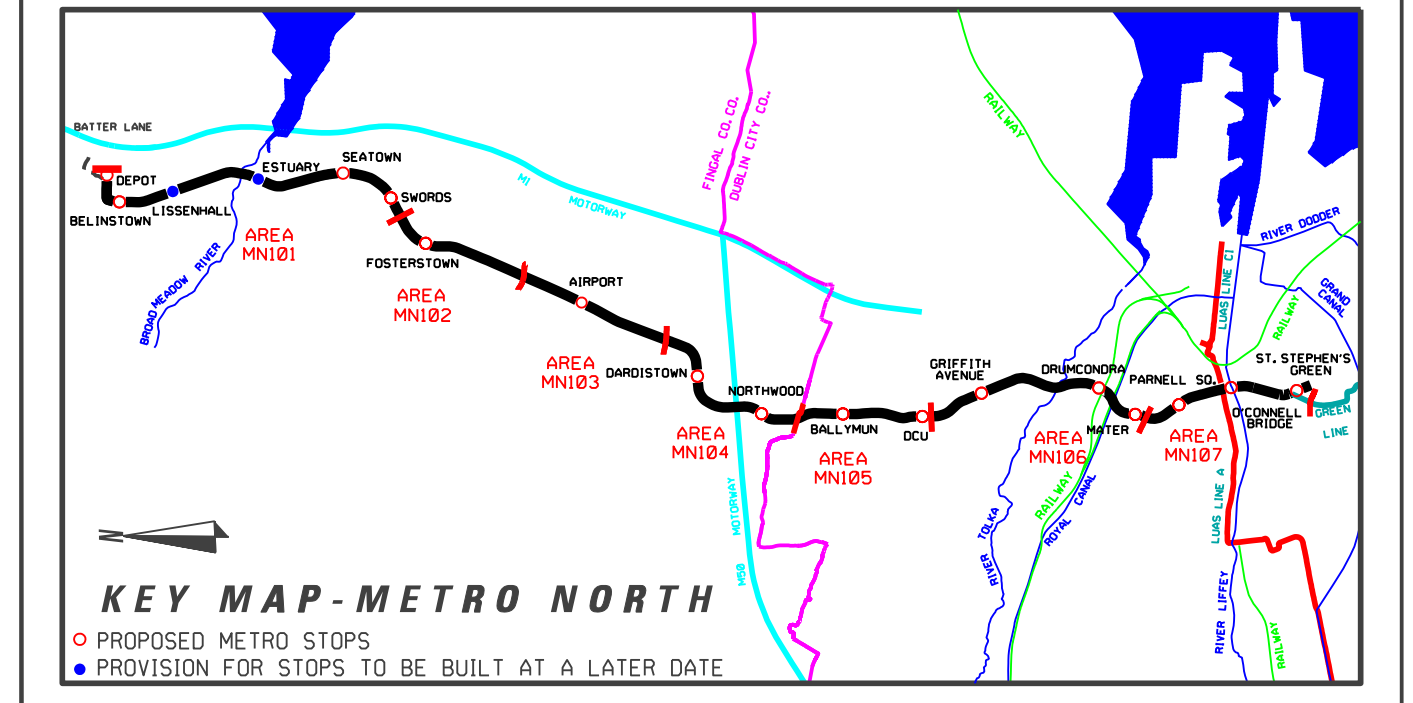 BATTER LANE
DEPOT
BELINSTOWN
LISSENHALL
ESTUARY
SEATOWN
SWORDS
FOSTERSTOWN
AREA
MN101
BROAD MEADOW RIVER
AREA
MN102
AIRPORT
M1
MOTORWAY
FINGAL CO.CO.
DUBLIN CITY CO..
AREA
MN103
DARDISTOWN
NORTHWOOD
AREA
MN104
BALLYMUN
DCU
AREA
MN105
GRIFFITH
AVENUE
DRUMCONDRA
MATER
AREA
MN106
PARNELL SQ.
AREA
MN107
O'CONNELL
BRIDGE
ST. STEPHEN'S
GREEN
GREEN
LINE
RAILWAY
RIVER DODDER
GRAND
CANAL
RAILWAY
LUAS LINE C1
LUAS LINE A
RIVER LIFFEY
RAILWAY
RAILWAY
ROYAL CANAL
RIVER TOLKA
MOTORWAY
M50
N
KEY MAP-METRO NORTH
PROPOSED METRO STOPS
PROVISION FOR STOPS TO BE BUILT AT A LATER DATE